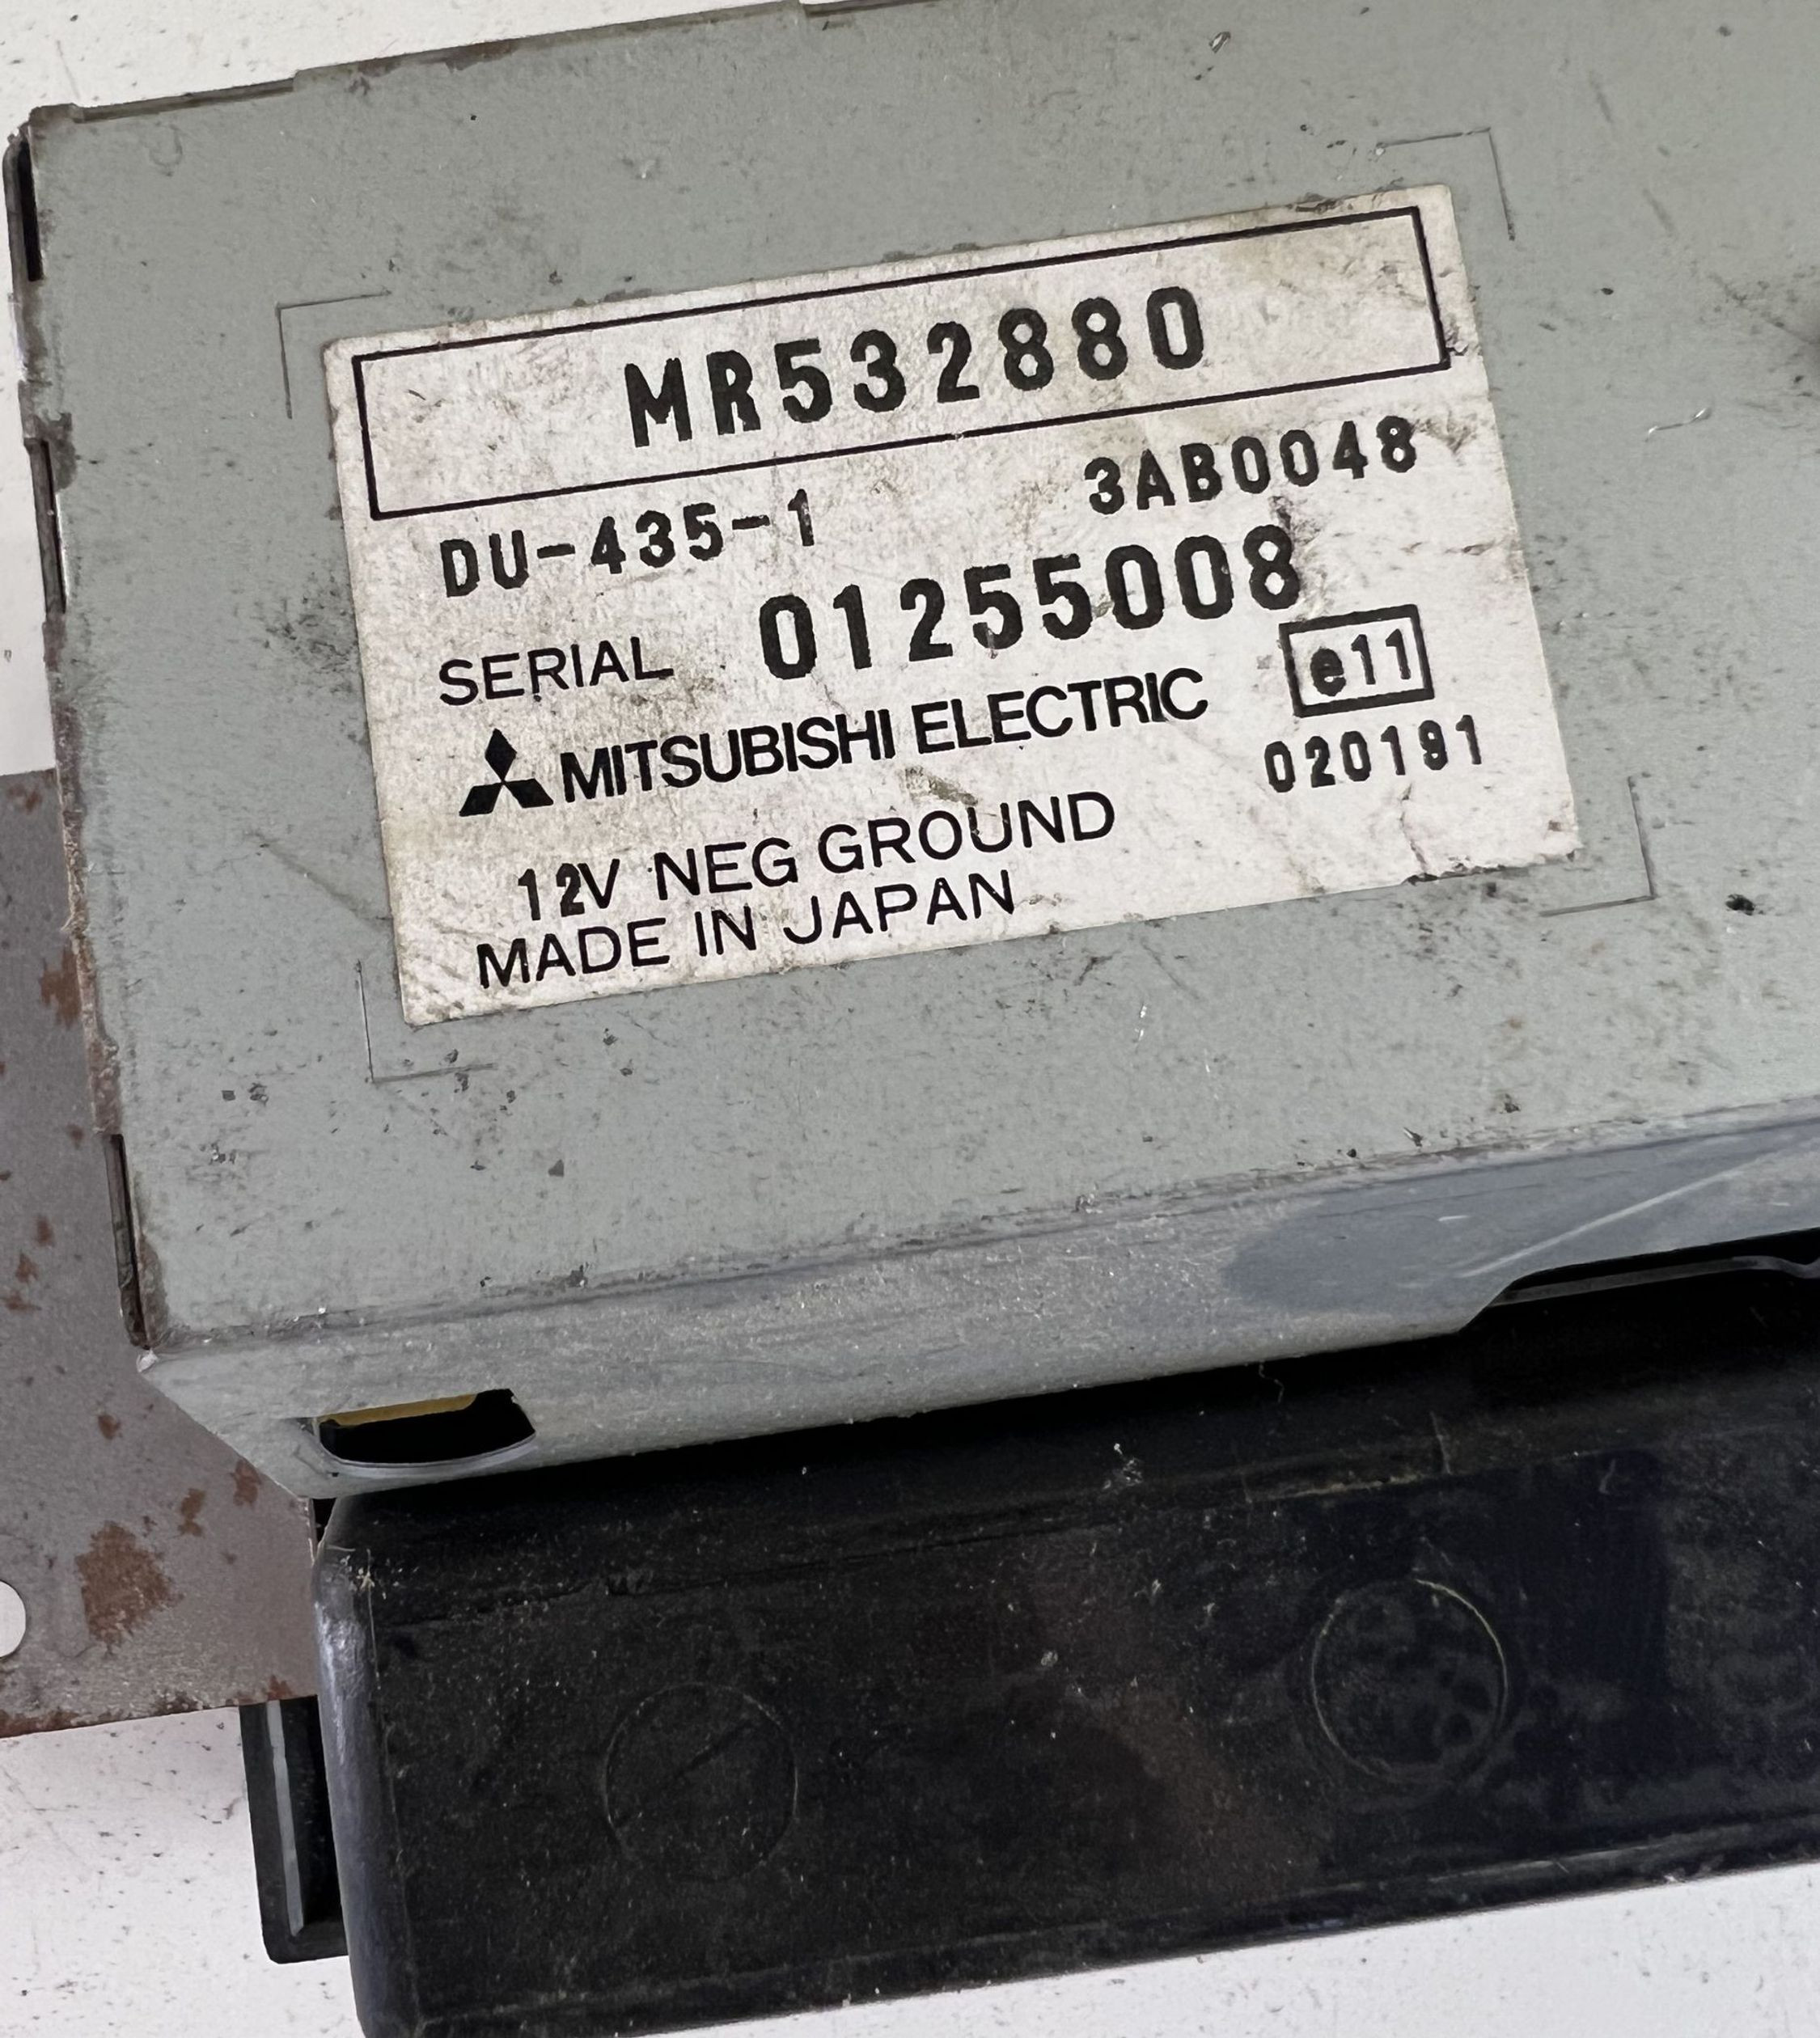 MR532880
DU-435-1 3AB0048
SERIAL 01255008
MITSUBISHI ELECTRIC e11
020191
12V NEG GROUND
MADE IN JAPAN